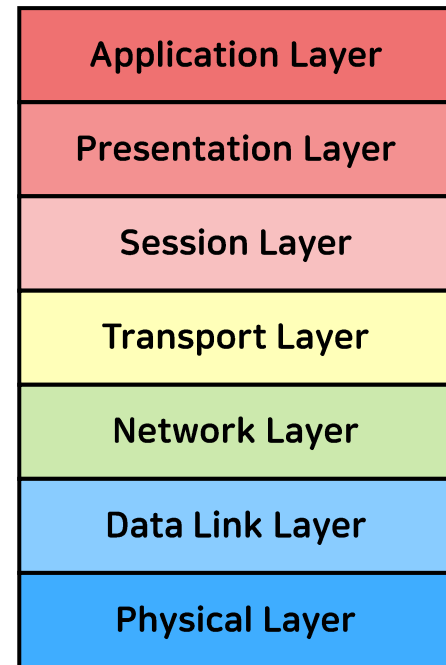 Application Layer
Presentation Layer
Session Layer
Transport Layer
Network Layer
Data Link Layer
Physical Layer